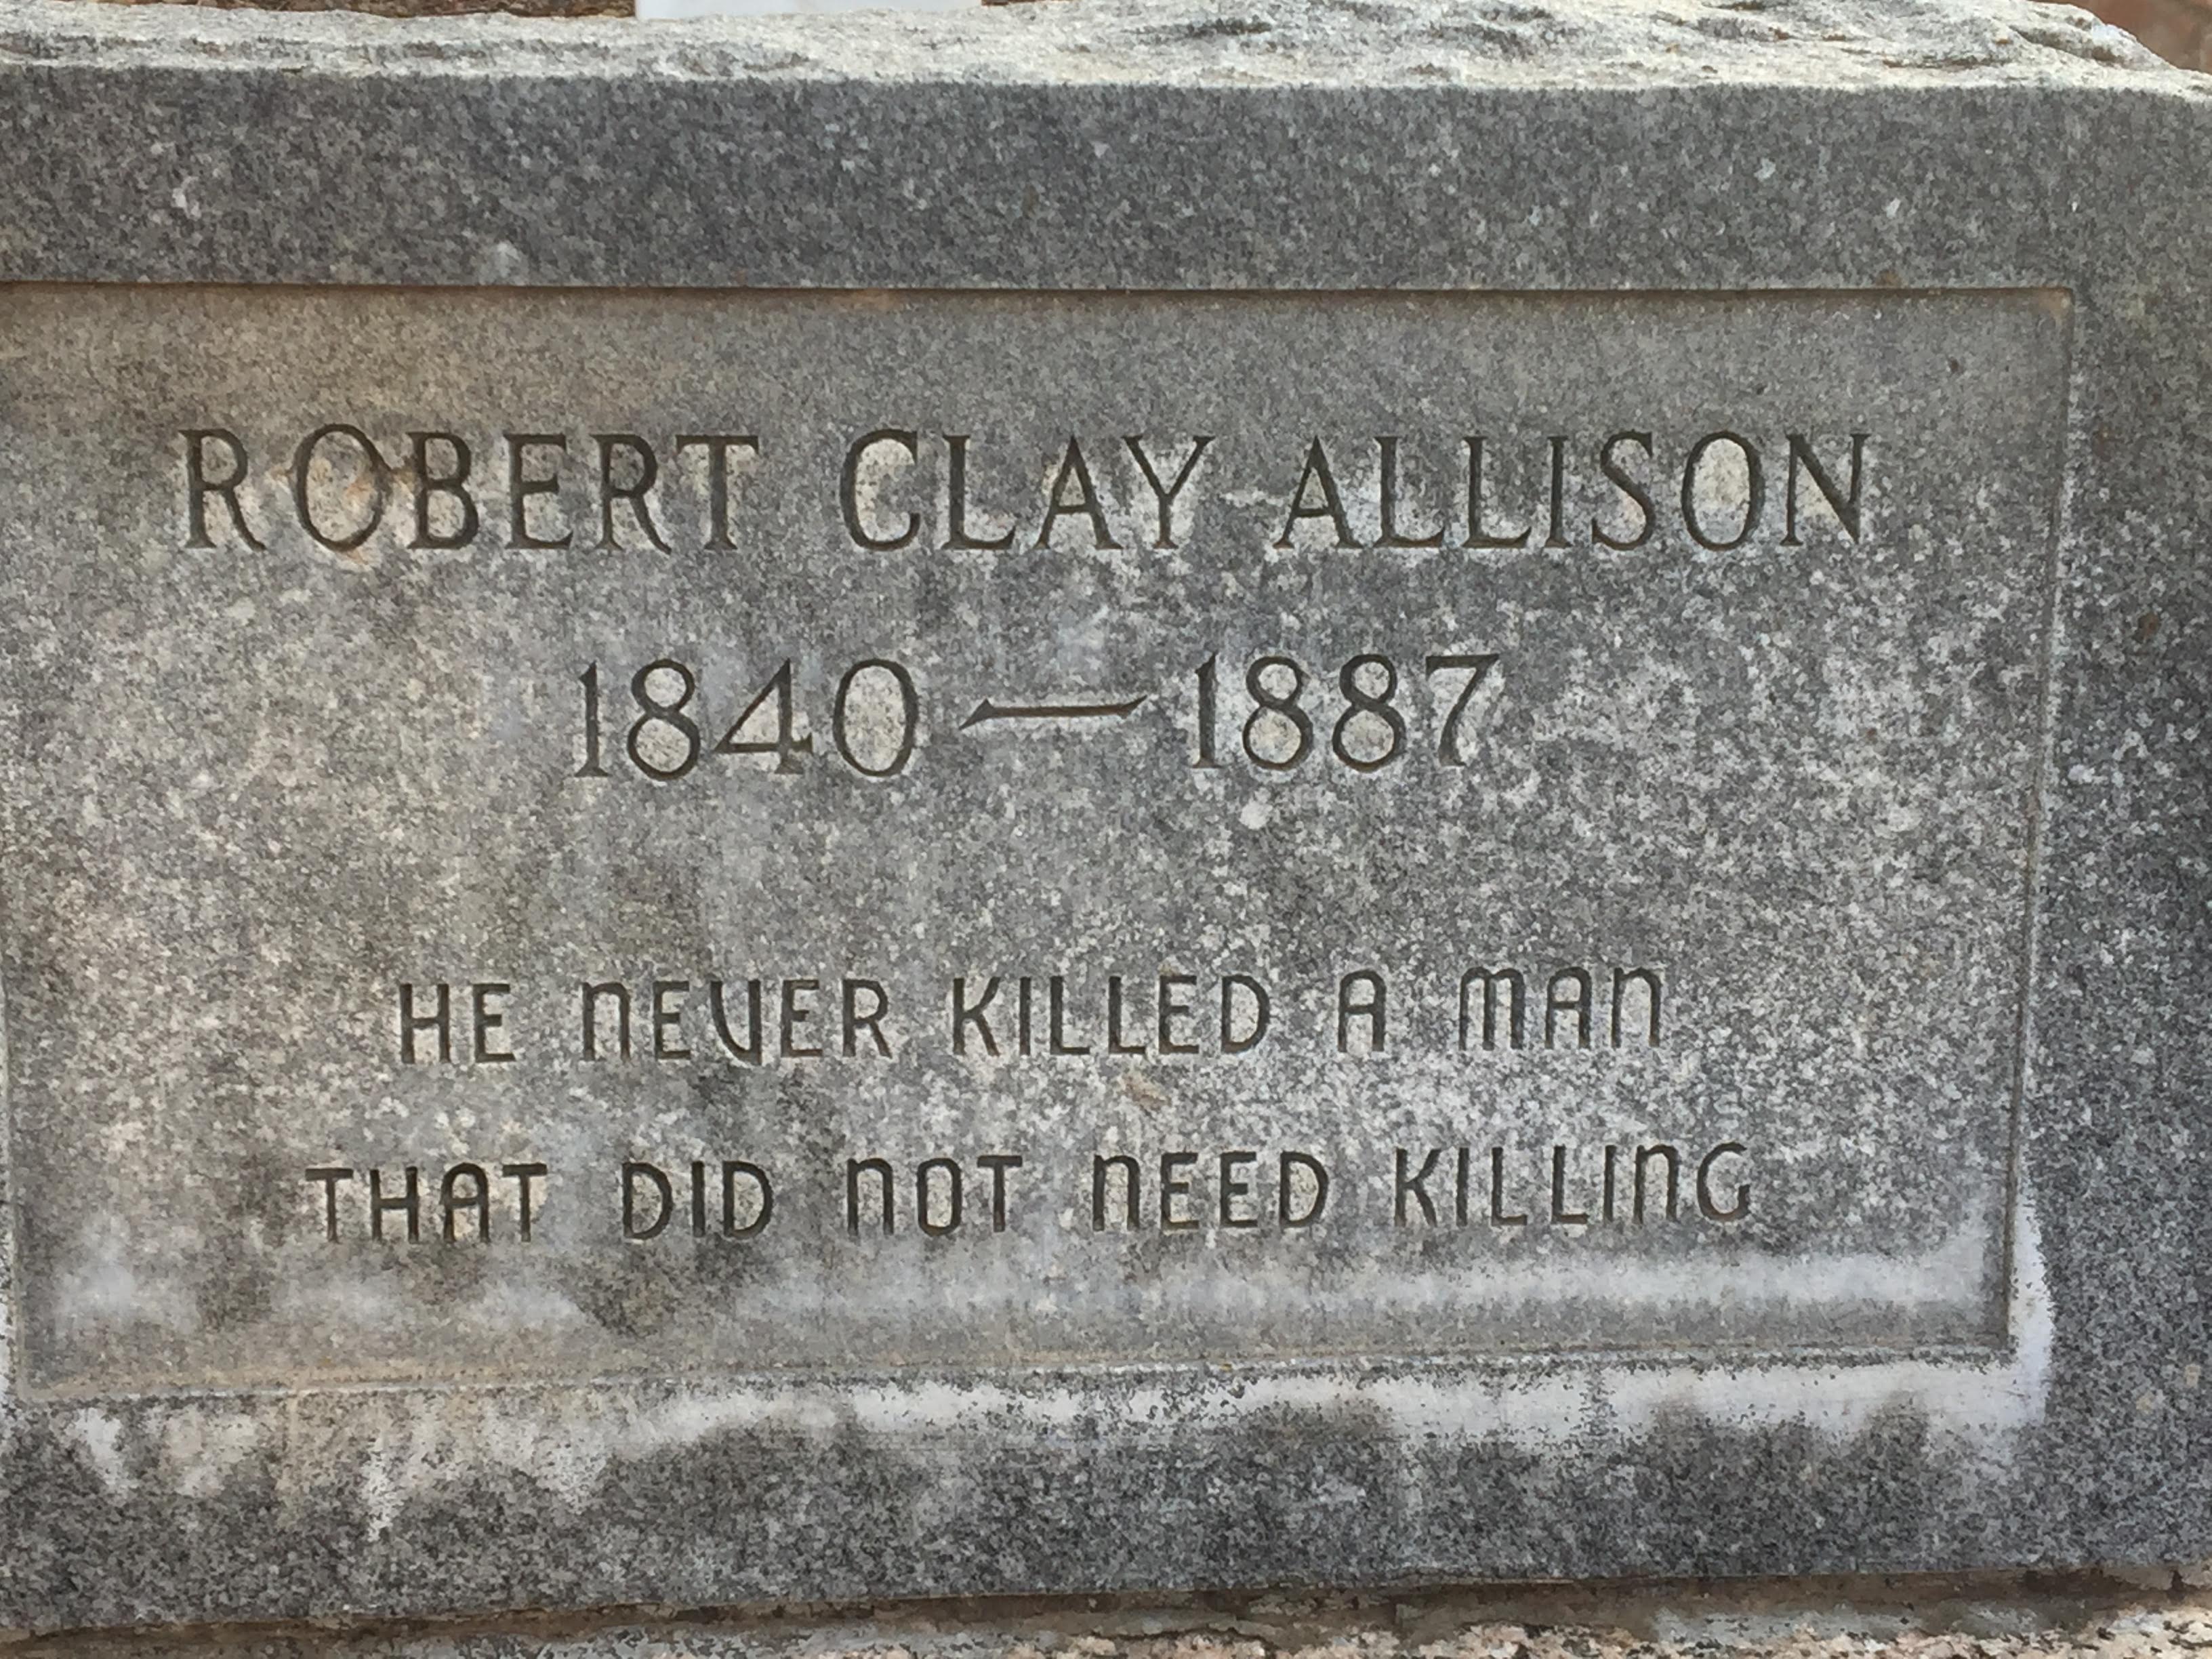 ROBERT CLAY ALLISON
1840 — 1887
HE NEVER KILLED A MAN
THAT DID NOT NEED KILLING